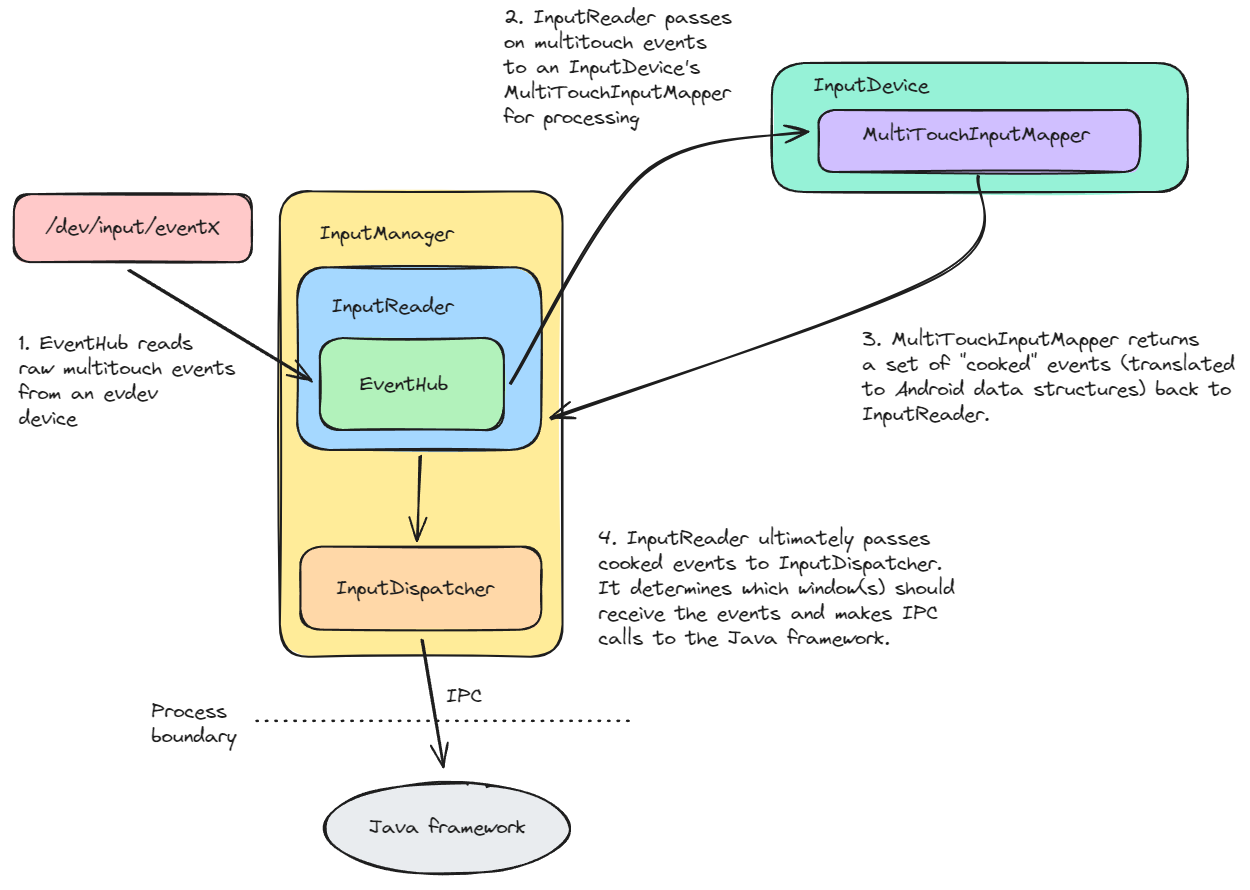 2. InputReader passes
on multitouch events
to an InputDevice's
MultiTouchInputMapper
for processing
InputDevice
MultiTouchInputMapper
/dev/input/eventX
InputManager
InputReader
EventHub
1. EventHub reads
raw multitouch events
from an evdev
device
3. MultiTouchInputMapper returns
a set of "cooked" events (translated
to Android data structures) back to
InputReader.
InputDispatcher
4. InputReader ultimately passes
cooked events to InputDispatcher.
It determines which window(s) should
receive the events and makes IPC
calls to the Java framework.
IPC
Process
boundary
Java framework